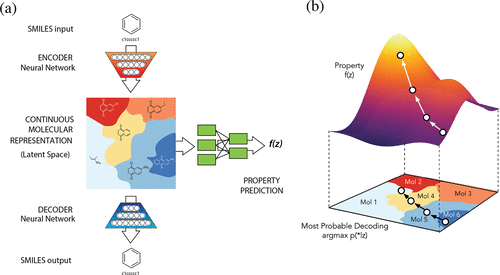 (a)
SMILES input
c1ccccc1
ENCODER
Neural Network
CONTINUOUS
MOLECULAR
REPRESENTATION
(Latent Space)
f(z)
PROPERTY
PREDICTION
DECODER
Neural Network
SMILES output
c1ccccc1
(b)
Property
f(z)
Mol 1
Mol 2
Mol 3
Mol 4
Mol 5
Mol 6
Most Probable Decoding
argmax p(*|z)